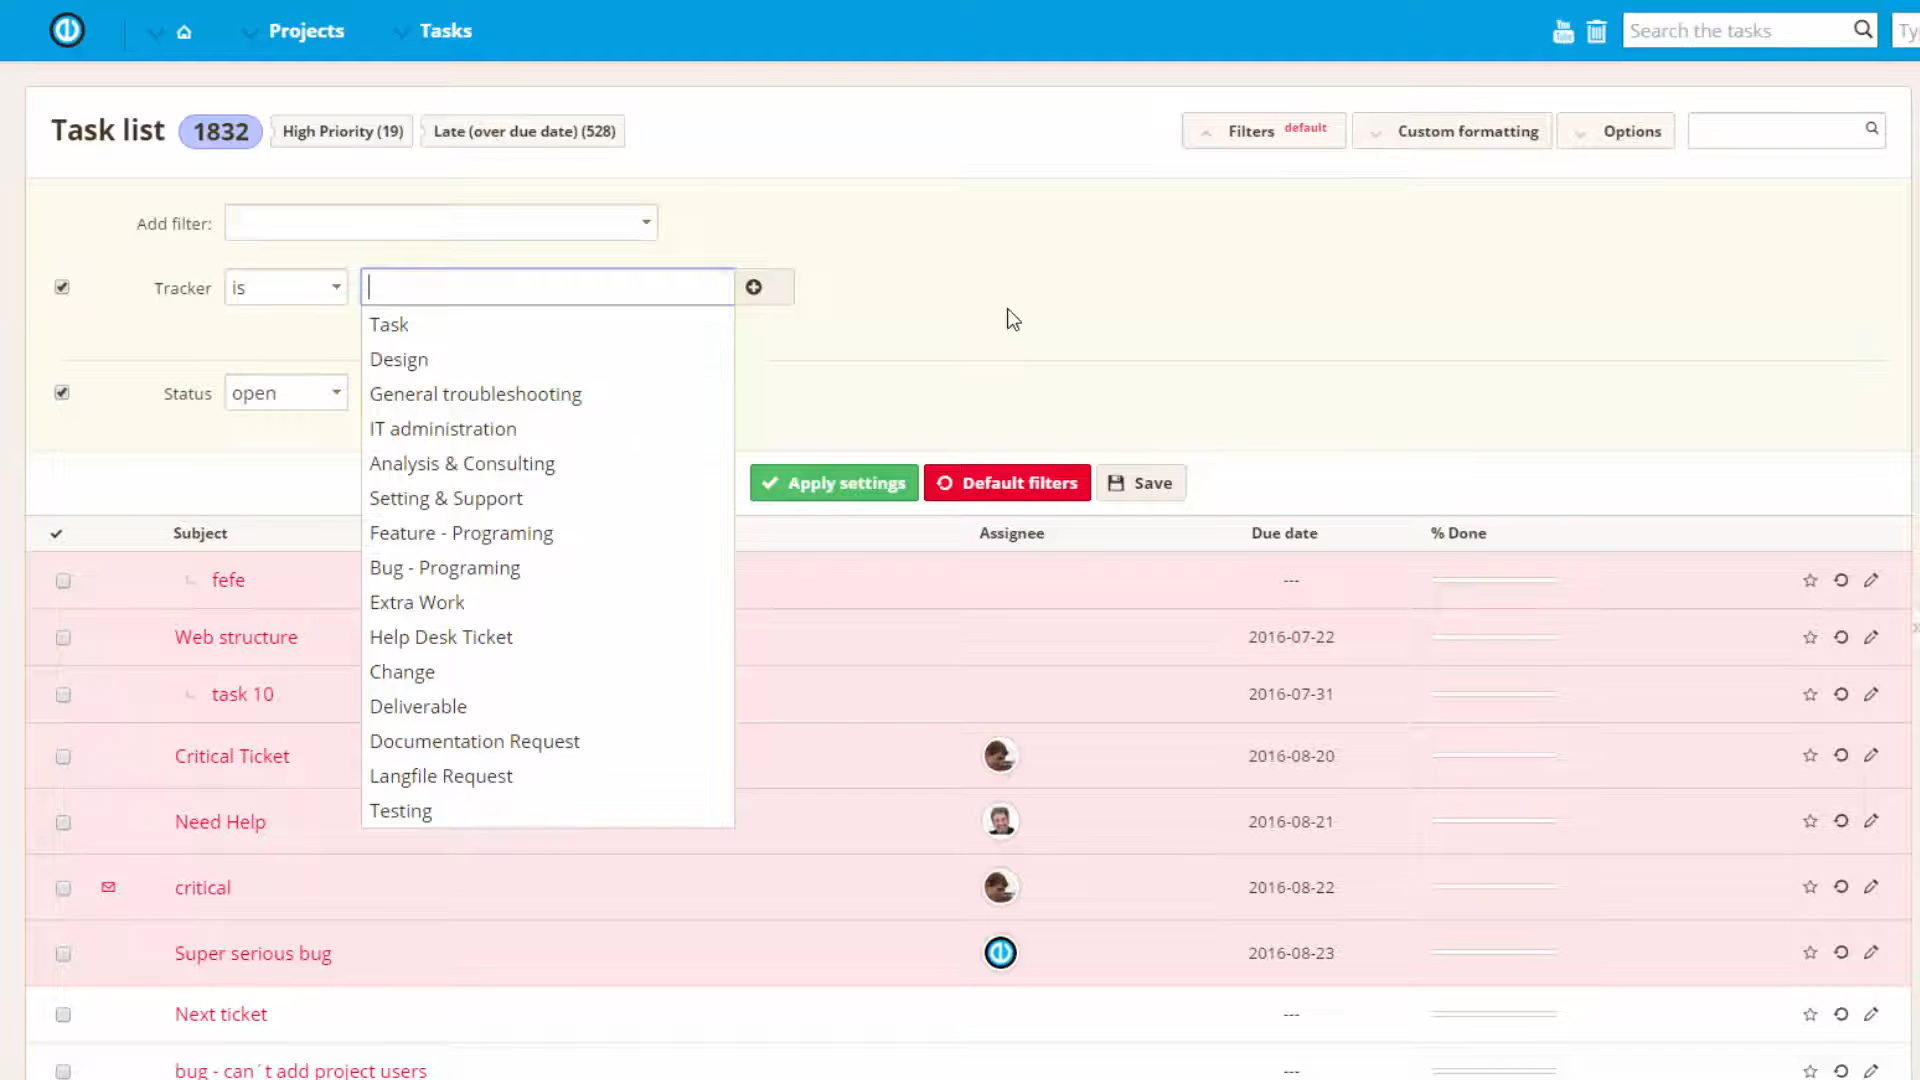 Projects
Tasks
You
Tube
Search the tasks
Ty
Task list 1832 High Priority (19) Late (over due date) (528)
Filters default
Custom formatting
Options
Add filter:
Tracker is
Task
Design
General troubleshooting
IT administration
Analysis & Consulting
Setting & Support
Feature - Programing
Bug - Programing
Extra Work
Help Desk Ticket
Change
Deliverable
Documentation Request
Langfile Request
Testing
Status open
Apply settings Default filters Save
Subject Assignee Due date % Done
fefe ---
Web structure 2016-07-22
task 10 2016-07-31
Critical Ticket 2016-08-20
Need Help 2016-08-21
critical 2016-08-22
Super serious bug 2016-08-23
Next ticket ---
bug - can´t add project users ---